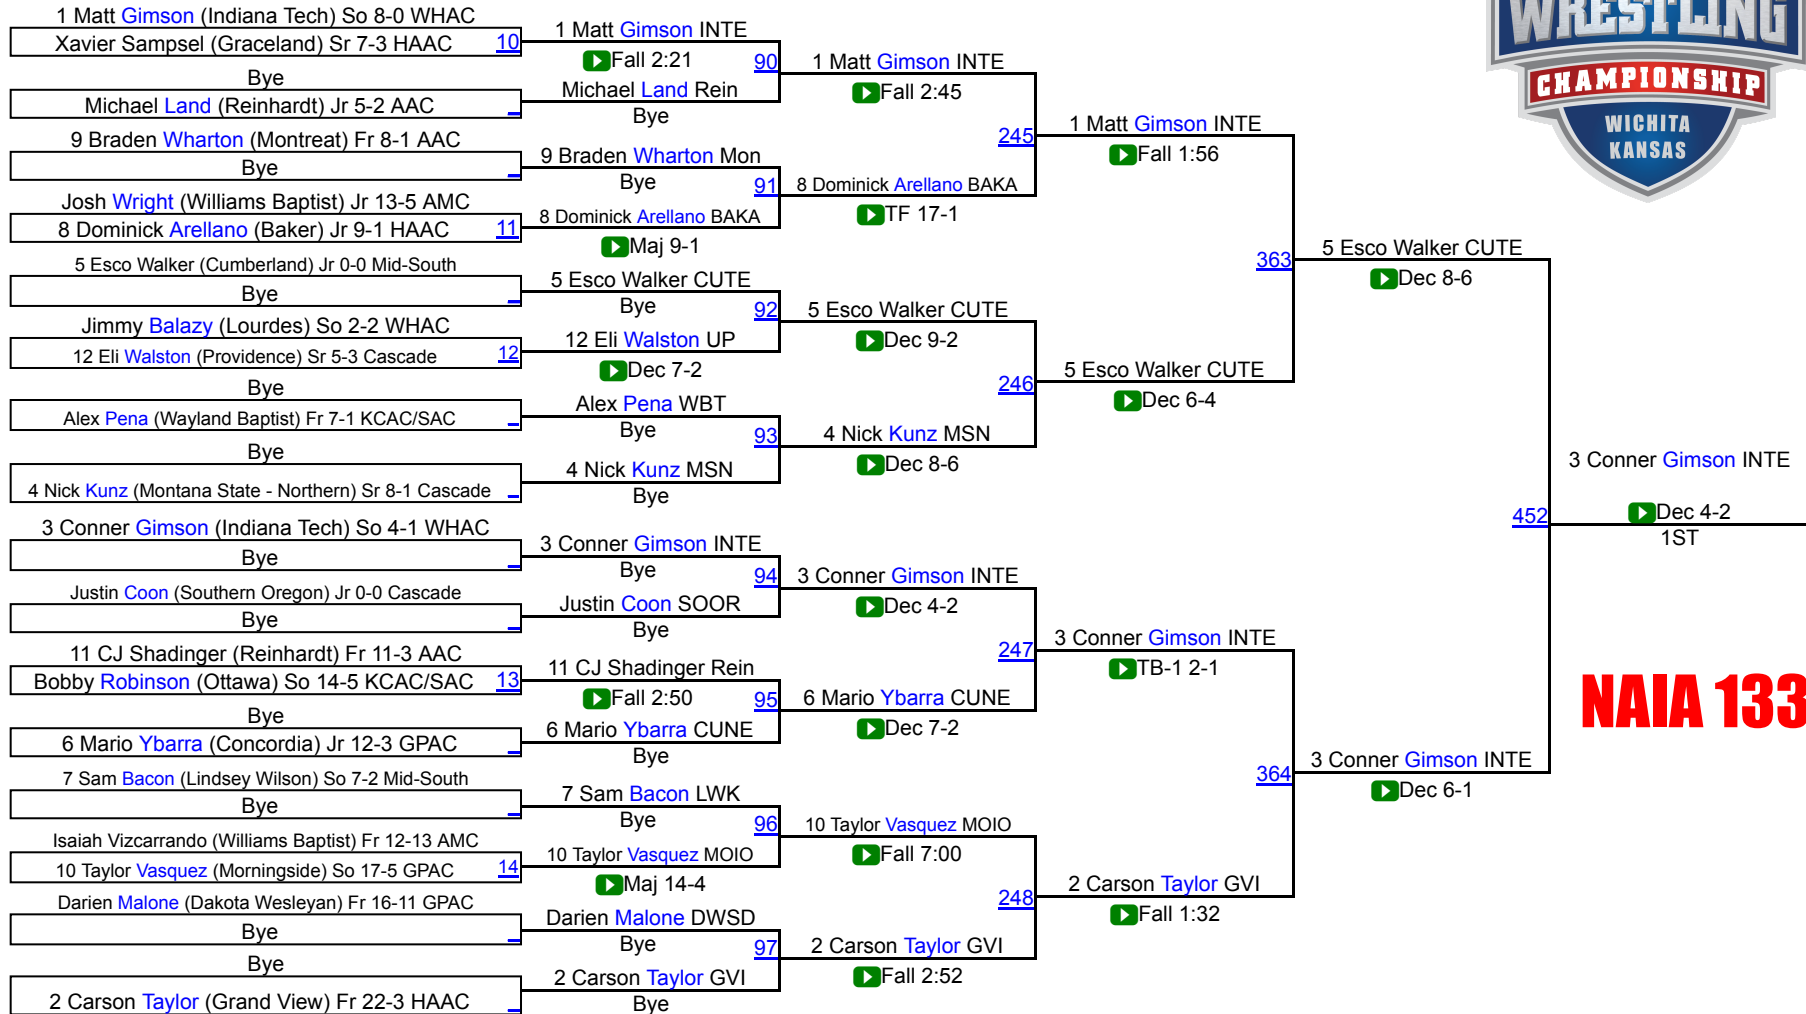 1 Matt Gimson (Indiana Tech) So 8-0 WHAC
Xavier Sampsel (Graceland) Sr 7-3 HAAC 10
Bye
Michael Land (Reinhardt) Jr 5-2 AAC
9 Braden Wharton (Montreat) Fr 8-1 AAC
Bye
Josh Wright (Williams Baptist) Jr 13-5 AMC
8 Dominick Arellano (Baker) Jr 9-1 HAAC 11
5 Esco Walker (Cumberland) Jr 0-0 Mid-South
Bye
Jimmy Balazy (Lourdes) So 2-2 WHAC
12 Eli Walston (Providence) Sr 5-3 Cascade 12
Bye
Alex Pena (Wayland Baptist) Fr 7-1 KCAC/SAC
Bye
4 Nick Kunz (Montana State - Northern) Sr 8-1 Cascade
3 Conner Gimson (Indiana Tech) So 4-1 WHAC
Bye
Justin Coon (Southern Oregon) Jr 0-0 Cascade
Bye
11 CJ Shadinger (Reinhardt) Fr 11-3 AAC
Bobby Robinson (Ottawa) So 14-5 KCAC/SAC 13
Bye
6 Mario Ybarra (Concordia) Jr 12-3 GPAC
7 Sam Bacon (Lindsey Wilson) So 7-2 Mid-South
Bye
Isaiah Vizcarrando (Williams Baptist) Fr 12-13 AMC
10 Taylor Vasquez (Morningside) So 17-5 GPAC 14
Darien Malone (Dakota Wesleyan) Fr 16-11 GPAC
Bye
Bye
2 Carson Taylor (Grand View) Fr 22-3 HAAC
1 Matt Gimson INTE
Fall 2:21
90
Michael Land Rein
Bye
9 Braden Wharton Mon
Bye
91
8 Dominick Arellano BAKA
Maj 9-1
5 Esco Walker CUTE
Bye
92
12 Eli Walston UP
Dec 7-2
Alex Pena WBT
Bye
93
4 Nick Kunz MSN
Bye
3 Conner Gimson INTE
Bye
94
Justin Coon SOOR
Bye
11 CJ Shadinger Rein
Fall 2:50
95
6 Mario Ybarra CUNE
Bye
7 Sam Bacon LWK
Bye
96
10 Taylor Vasquez MOIO
Maj 14-4
Darien Malone DWSD
Bye
97
2 Carson Taylor GVI
Bye
1 Matt Gimson INTE
Fall 2:45
245
8 Dominick Arellano BAKA
TF 17-1
5 Esco Walker CUTE
Dec 9-2
246
4 Nick Kunz MSN
Dec 8-6
3 Conner Gimson INTE
Dec 4-2
247
6 Mario Ybarra CUNE
Dec 7-2
10 Taylor Vasquez MOIO
Fall 7:00
248
2 Carson Taylor GVI
Fall 2:52
1 Matt Gimson INTE
Fall 1:56
363
5 Esco Walker CUTE
Dec 6-4
3 Conner Gimson INTE
TB-1 2-1
364
2 Carson Taylor GVI
Fall 1:32
5 Esco Walker CUTE
Dec 8-6
452
3 Conner Gimson INTE
Dec 6-1
3 Conner Gimson INTE
Dec 4-2
1ST
WRESTLING
CHAMPIONSHIP
WICHITA
KANSAS
NAIA 133